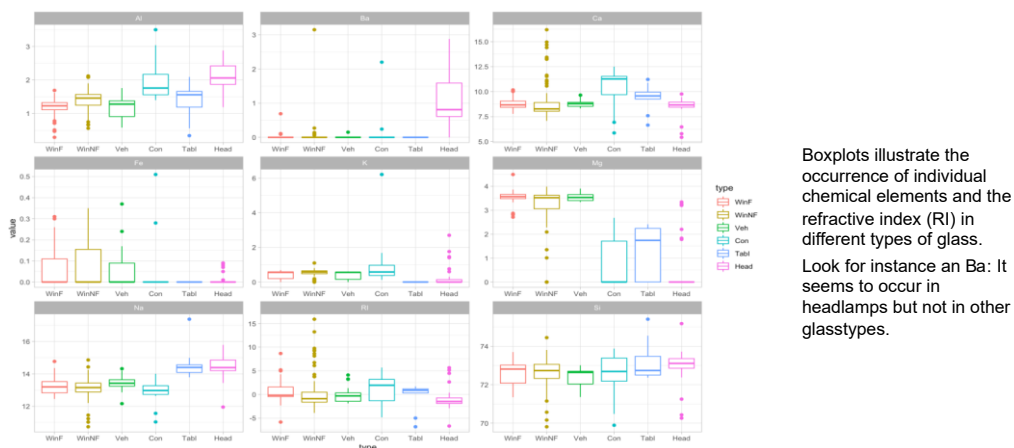 Al
Ba
Ca
3
2
1
3
2
1
0
15.0
12.5
10.0
7.5
5.0
WinF WinNF Veh Con Tabl Head
WinF WinNF Veh Con Tabl Head
WinF WinNF Veh Con Tabl Head
Fe
K
Mg
value
0.5
0.4
0.3
0.2
0.1
0.0
6
4
2
0
4
3
2
1
0
WinF WinNF Veh Con Tabl Head
WinF WinNF Veh Con Tabl Head
WinF WinNF Veh Con Tabl Head
Na
RI
Si
16
14
12
15
10
5
0
-5
74
72
70
WinF WinNF Veh Con Tabl Head
WinF WinNF Veh Con Tabl Head
WinF WinNF Veh Con Tabl Head
type
type
WinF
WinNF
Veh
Con
Tabl
Head
Boxplots illustrate the
occurrence of individual
chemical elements and the
refractive index (RI) in
different types of glass.
Look for instance an Ba: It
seems to occur in
headlamps but not in other
glasstypes.